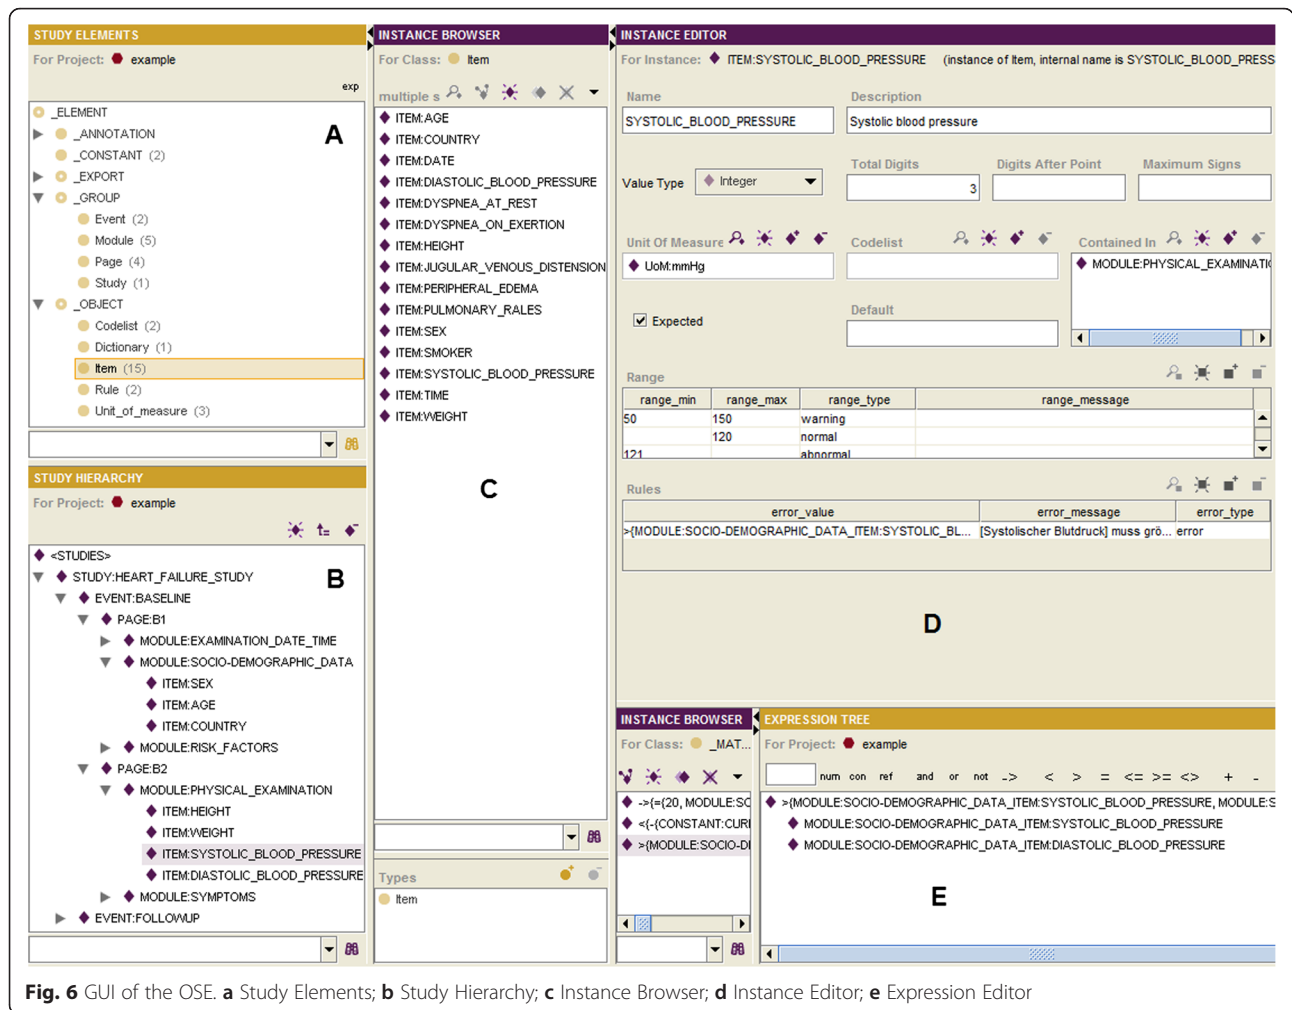 STUDY ELEMENTS
For Project: example
exp
_ELEMENT
_ANNOTATION
_CONSTANT (2)
_EXPORT
_GROUP
Event (2)
Module (5)
Page (4)
Study (1)
_OBJECT
Codelist (2)
Dictionary (1)
Item (15)
Rule (2)
Unit_of_measure (3)
A
STUDY HIERARCHY
For Project: example
<STUDIES>
STUDY:HEART_FAILURE_STUDY
EVENT:BASELINE
PAGE:B1
MODULE:EXAMINATION_DATE_TIME
MODULE:SOCIO-DEMOGRAPHIC_DATA
ITEM:SEX
ITEM:AGE
ITEM:COUNTRY
MODULE:RISK_FACTORS
PAGE:B2
MODULE:PHYSICAL_EXAMINATION
ITEM:HEIGHT
ITEM:WEIGHT
ITEM:SYSTOLIC_BLOOD_PRESSURE
ITEM:DIASTOLIC_BLOOD_PRESSURE
MODULE:SYMPTOMS
EVENT:FOLLOWUP
B
INSTANCE BROWSER
For Class: Item
multiple s
ITEM:AGE
ITEM:COUNTRY
ITEM:DATE
ITEM:DIASTOLIC_BLOOD_PRESSURE
ITEM:DYSPNEA_AT_REST
ITEM:DYSPNEA_ON_EXERTION
ITEM:HEIGHT
ITEM:JUGULAR_VENOUS_DISTENSION
ITEM:PERIPHERAL_EDEMA
ITEM:PULMONARY_RALES
ITEM:SEX
ITEM:SMOKER
ITEM:SYSTOLIC_BLOOD_PRESSURE
ITEM:TIME
ITEM:WEIGHT
C
Types
Item
INSTANCE EDITOR
For Instance: ITEM:SYSTOLIC_BLOOD_PRESSURE (instance of Item, internal name is SYSTOLIC_BLOOD_PRESS
Name Description
SYSTOLIC_BLOOD_PRESSURE Systolic blood pressure
Total Digits Digits After Point Maximum Signs
Value Type Integer 3
Unit Of Measure Codelist Contained In
UoM:mmHg MODULE:PHYSICAL_EXAMINATI
Expected Default
Range
range_min range_max range_type range_message
50 150 warning
120 normal
121 abnormal
Rules
error_value error_message error_type
>{MODULE:SOCIO-DEMOGRAPHIC_DATA_ITEM:SYSTOLIC_BL... [Systolischer Blutdruck] muss grö... error
D
INSTANCE BROWSER
For Class: _MAT...
->{={20, MODULE:SC
<{-{CONSTANT:CURI
>{MODULE:SOCIO-DI
EXPRESSION TREE
For Project: example
num con ref and or not -> < > = <= >= <> + -
>{MODULE:SOCIO-DEMOGRAPHIC_DATA_ITEM:SYSTOLIC_BLOOD_PRESSURE, MODULE:S
MODULE:SOCIO-DEMOGRAPHIC_DATA_ITEM:SYSTOLIC_BLOOD_PRESSURE
MODULE:SOCIO-DEMOGRAPHIC_DATA_ITEM:DIASTOLIC_BLOOD_PRESSURE
E
Fig. 6 GUI of the OSE. a Study Elements; b Study Hierarchy; c Instance Browser; d Instance Editor; e Expression Editor